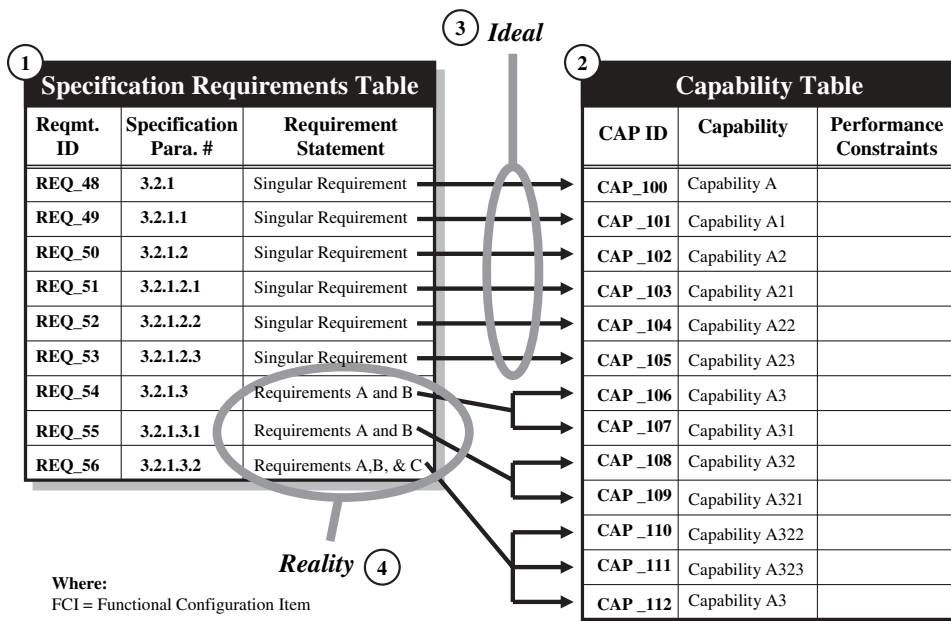 3 Ideal
1
2
Specification Requirements Table
Reqmt. ID | Specification Para. # | Requirement Statement
REQ_48 | 3.2.1 | Singular Requirement
REQ_49 | 3.2.1.1 | Singular Requirement
REQ_50 | 3.2.1.2 | Singular Requirement
REQ_51 | 3.2.1.2.1 | Singular Requirement
REQ_52 | 3.2.1.2.2 | Singular Requirement
REQ_53 | 3.2.1.2.3 | Singular Requirement
REQ_54 | 3.2.1.3 | Requirements A and B
REQ_55 | 3.2.1.3.1 | Requirements A and B
REQ_56 | 3.2.1.3.2 | Requirements A,B, & C
Capability Table
CAP ID | Capability | Performance Constraints
CAP_100 | Capability A
CAP _101 | Capability A1
CAP _102 | Capability A2
CAP _103 | Capability A21
CAP _104 | Capability A22
CAP _105 | Capability A23
CAP _106 | Capability A3
CAP _107 | Capability A31
CAP _108 | Capability A32
CAP _109 | Capability A321
CAP _110 | Capability A322
CAP _111 | Capability A323
CAP _112 | Capability A3
Reality 4
Where:
FCI = Functional Configuration Item